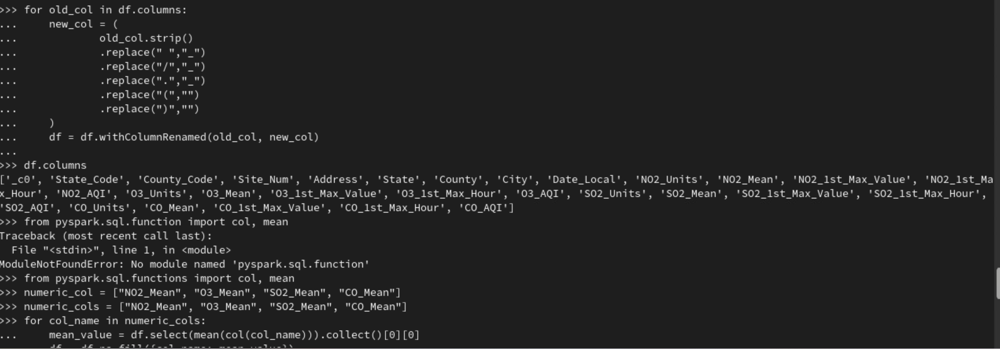 >>> for old_col in df.columns:
...     new_col = (
...             old_col.strip()
...             .replace(" ","_")
...             .replace("/","_")
...             .replace(".","_")
...             .replace("(","")
...             .replace(")","")
...     )
...     df = df.withColumnRenamed(old_col, new_col)
...
>>> df.columns
['_c0', 'State_Code', 'County_Code', 'Site_Num', 'Address', 'State', 'County', 'City', 'Date_Local', 'NO2_Units', 'NO2_Mean', 'NO2_1st_Max_Value', 'NO2_1st_Ma
x_Hour', 'NO2_AQI', 'O3_Units', 'O3_Mean', 'O3_1st_Max_Value', 'O3_1st_Max_Hour', 'O3_AQI', 'SO2_Units', 'SO2_Mean', 'SO2_1st_Max_Value', 'SO2_1st_Max_Hour',
'SO2_AQI', 'CO_Units', 'CO_Mean', 'CO_1st_Max_Value', 'CO_1st_Max_Hour', 'CO_AQI']
>>> from pyspark.sql.function import col, mean
Traceback (most recent call last):
  File "<stdin>", line 1, in <module>
ModuleNotFoundError: No module named 'pyspark.sql.function'
>>> from pyspark.sql.functions import col, mean
>>> numeric_col = ["NO2_Mean", "O3_Mean", "SO2_Mean", "CO_Mean"]
>>> numeric_cols = ["NO2_Mean", "O3_Mean", "SO2_Mean", "CO_Mean"]
>>> for col_name in numeric_cols:
...     mean_value = df.select(mean(col(col_name))).collect()[0][0]